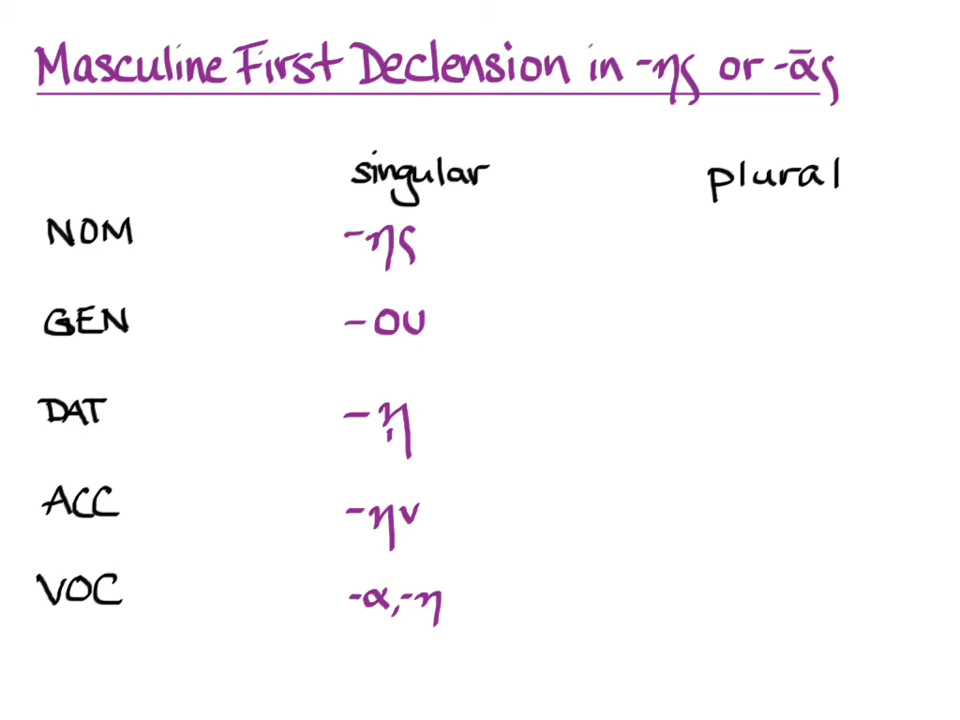 Masculine First Declension in -ης or -ᾱς
singular plural
NOM -ης
GEN -ου
DAT -ῃ
ACC -ην
VOC -α, -η